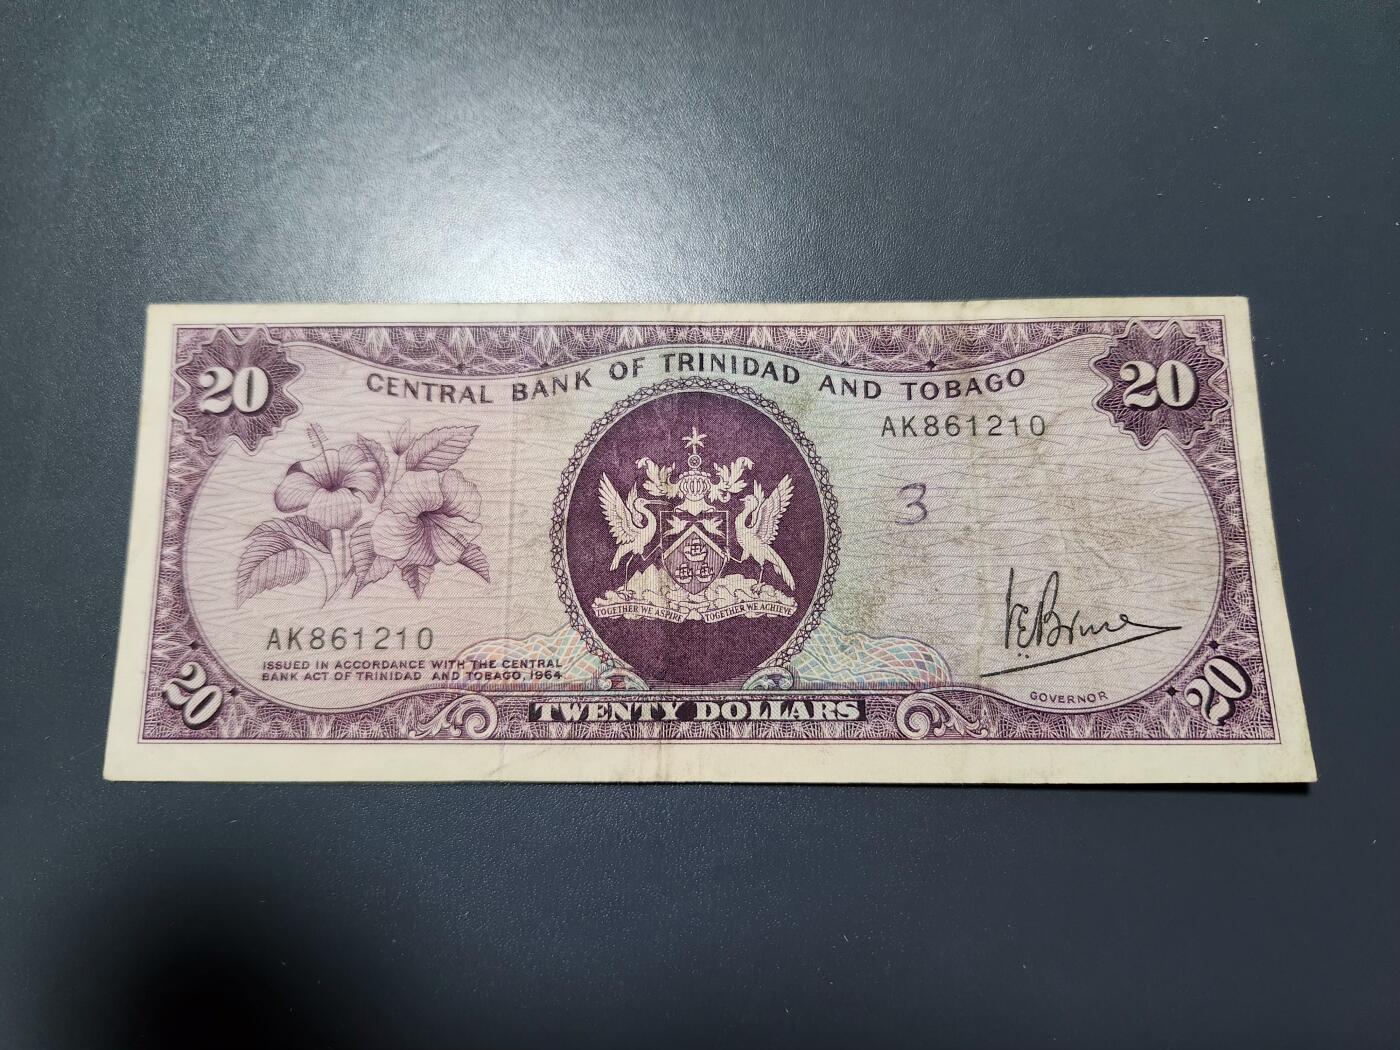 20
CENTRAL BANK OF TRINIDAD AND TOBAGO
20
AK861210
3
TOGETHER WE ASPIRE TOGETHER WE ACHIEVE
AK861210
ISSUED IN ACCORDANCE WITH THE CENTRAL
BANK ACT OF TRINIDAD AND TOBAGO, 1964
GOVERNOR
20
TWENTY DOLLARS
20